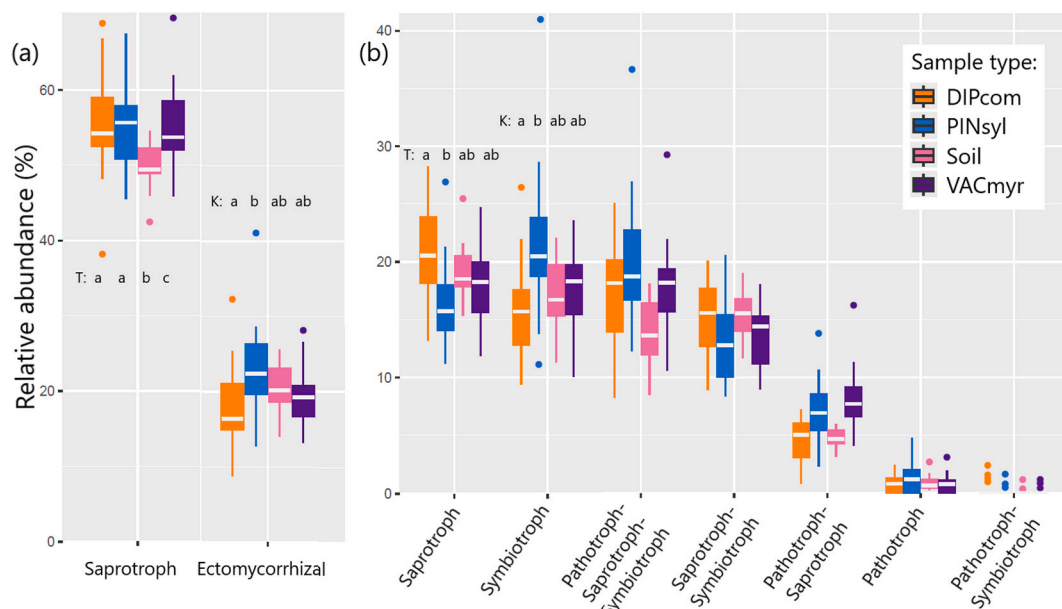 (a)
Relative abundance (%)
60
40
20
0
K: a b ab ab
T: a a b c
Saprotroph Ectomycorrhizal
(b)
40
30
20
10
0
K: a b ab ab
T: a b ab ab
Sample type:
DIPcom
PINsyl
Soil
VACmyr
Saprotroph
Symbiotroph
Pathotroph-
Saprotroph-
Symbiotroph
Saprotroph-
Symbiotroph
Pathotroph-
Saprotroph
Pathotroph
Pathotroph-
Symbiotroph